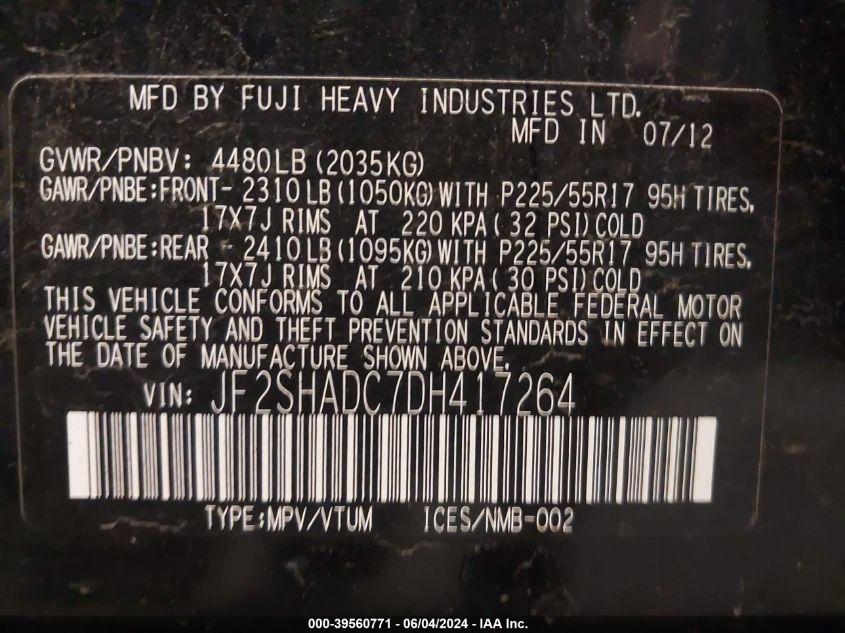 MFD BY FUJI HEAVY INDUSTRIES LTD.
MFD IN 07/12
GVWR/PNBV: 4480LB (2035KG)
GAWR/PNBE:FRONT- 2310LB (1050KG) WITH P225/55R17 95H TIRES,
17X7J RIMS AT 220 KPA ( 32 PSI) COLD
GAWR/PNBE:REAR - 2410LB (1095KG) WITH P225/55R17 95H TIRES,
17X7J RIMS AT 210 KPA ( 30 PSI) COLD
THIS VEHICLE CONFORMS TO ALL APPLICABLE FEDERAL MOTOR
VEHICLE SAFETY AND THEFT PREVENTION STANDARDS IN EFFECT ON
THE DATE OF MANUFACTURE SHOWN ABOVE.
VIN: JF2SHADC7DH417264
TYPE:MPV/VTUM ICES/NMB-002
000-39560771 - 06/04/2024 - IAA Inc.